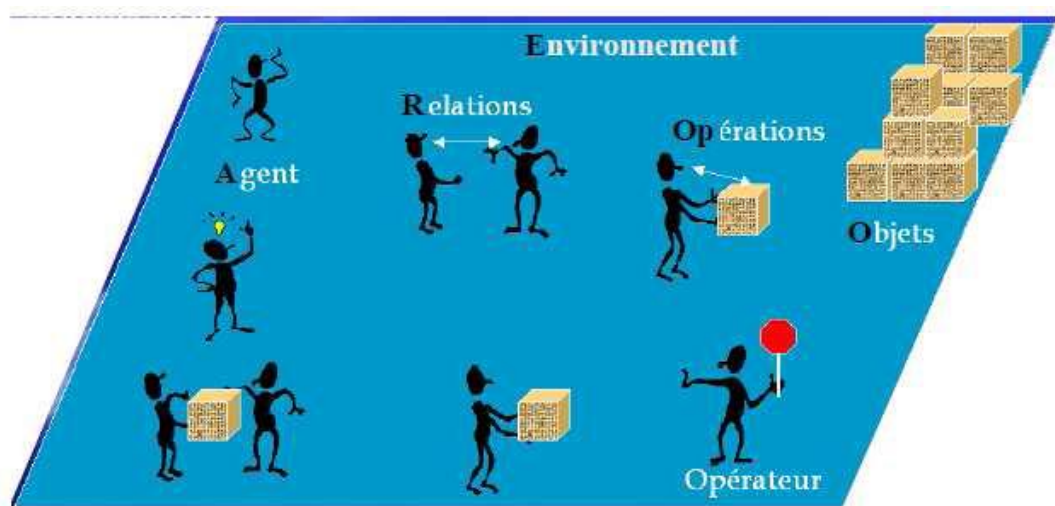 Environnement
Relations
Opérations
Agent
Objets
Opérateur